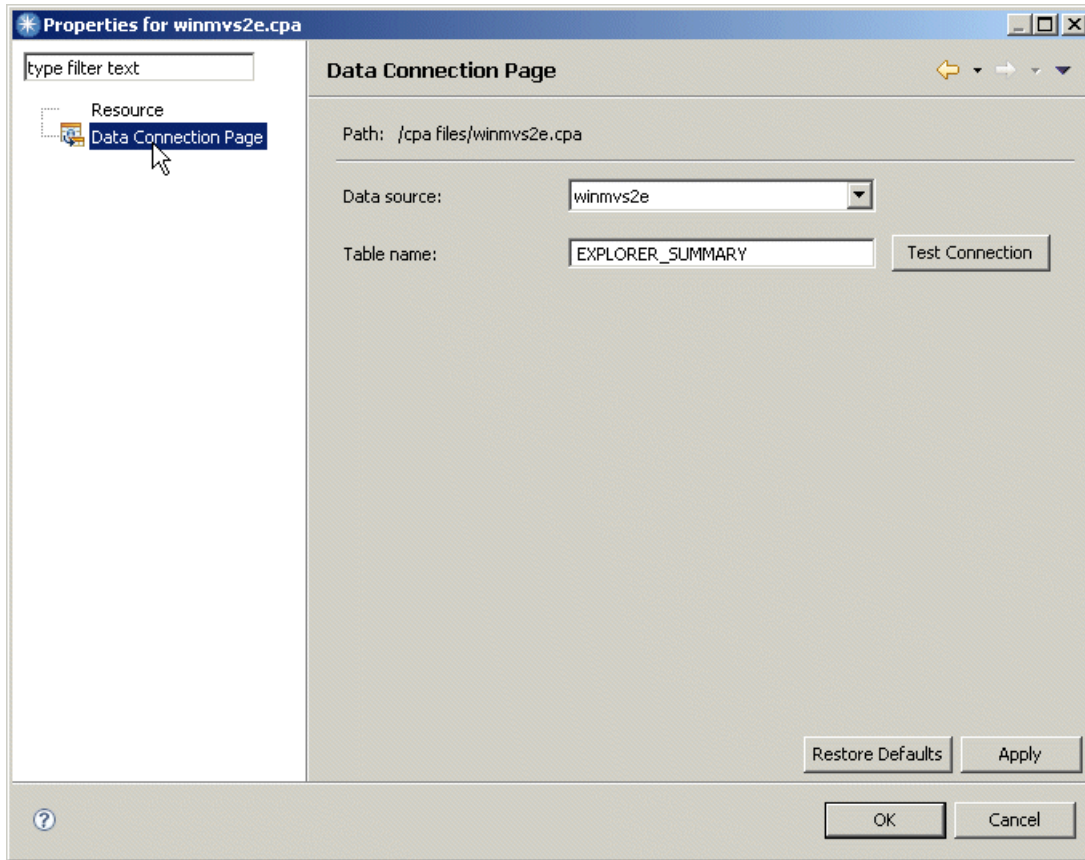 Properties for winmvs2e.cpa
type filter text
Resource
Data Connection Page
Data Connection Page
Path: /cpa files/winmvs2e.cpa
Data source: winmvs2e
Table name: EXPLORER_SUMMARY Test Connection
Restore Defaults Apply
? OK Cancel